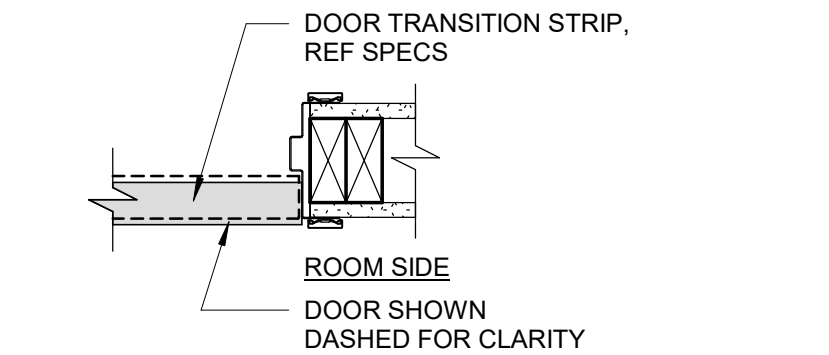 DOOR TRANSITION STRIP,
REF SPECS
ROOM SIDE
DOOR SHOWN
DASHED FOR CLARITY